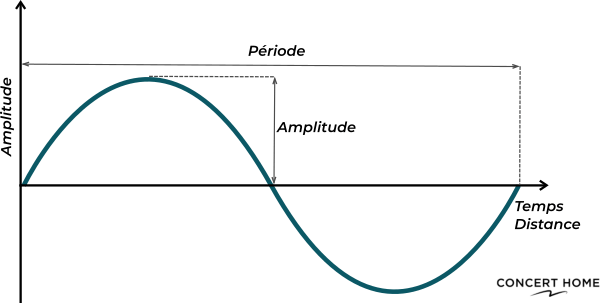 Période
Amplitude
Amplitude
Temps
Distance
CONCERT HOME